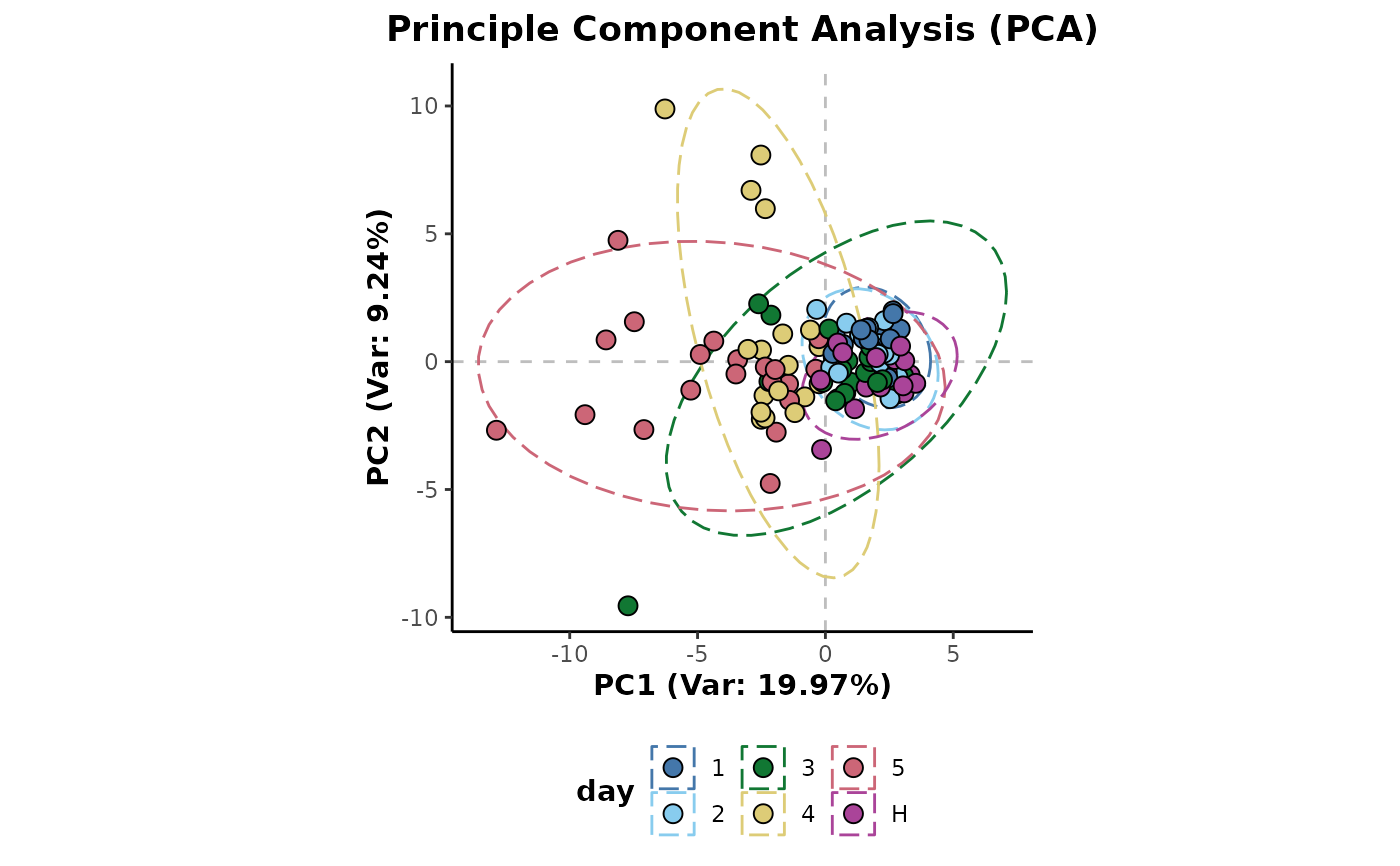 Principle Component Analysis (PCA)
10
5
0
-5
-10
PC2 (Var: 9.24%)
-10 -5 0 5
PC1 (Var: 19.97%)
day
1 3 5
2 4 H